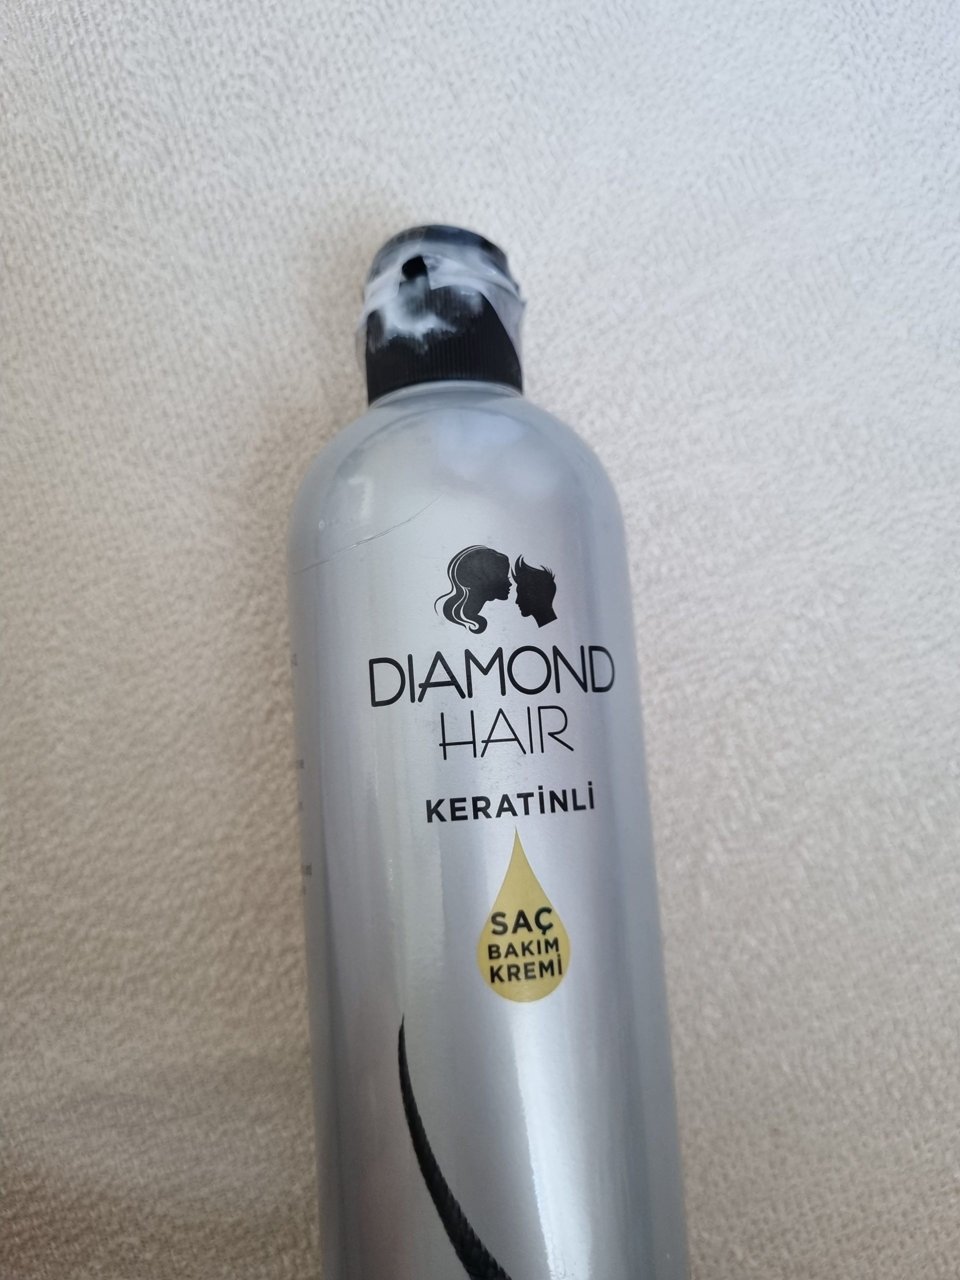 DIAMOND
HAIR
KERATİNLİ
SAÇ
BAKIM
KREMİ